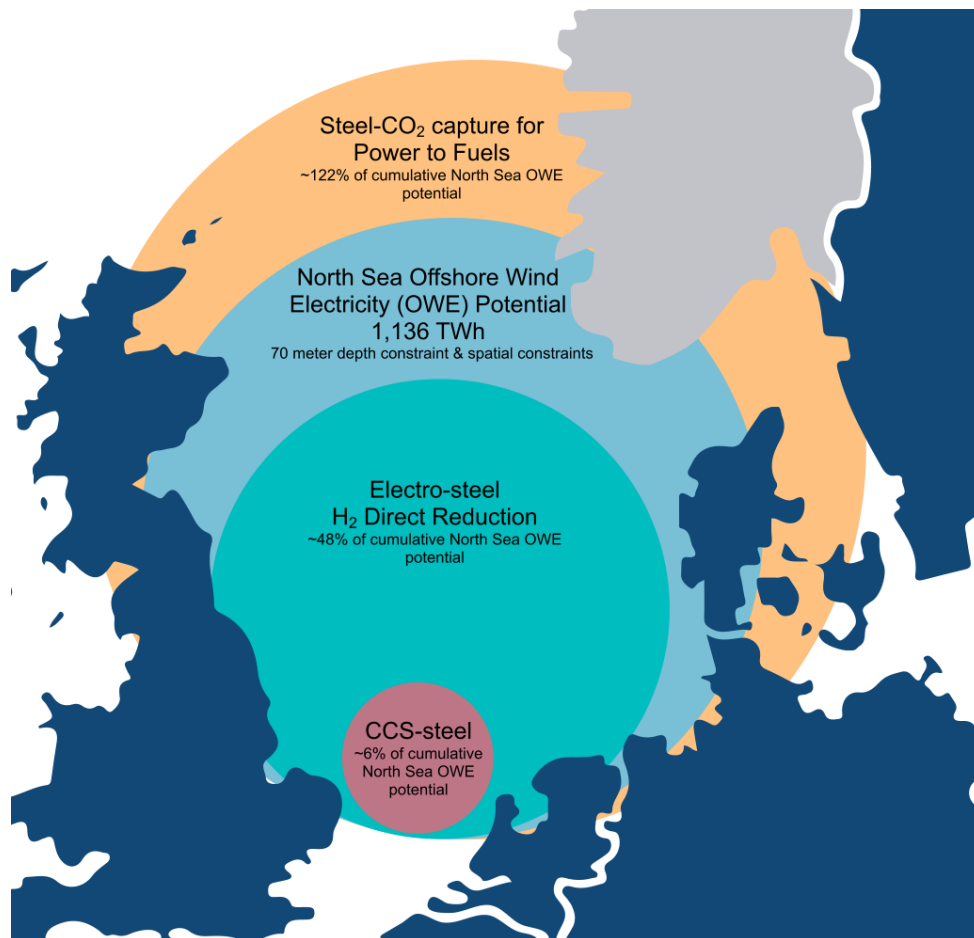 Steel-CO₂ capture for
Power to Fuels
~122% of cumulative North Sea OWE
potential
North Sea Offshore Wind
Electricity (OWE) Potential
1,136 TWh
70 meter depth constraint & spatial constraints
Electro-steel
H₂ Direct Reduction
~48% of cumulative North Sea OWE
potential
CCS-steel
~6% of cumulative
North Sea OWE
potential